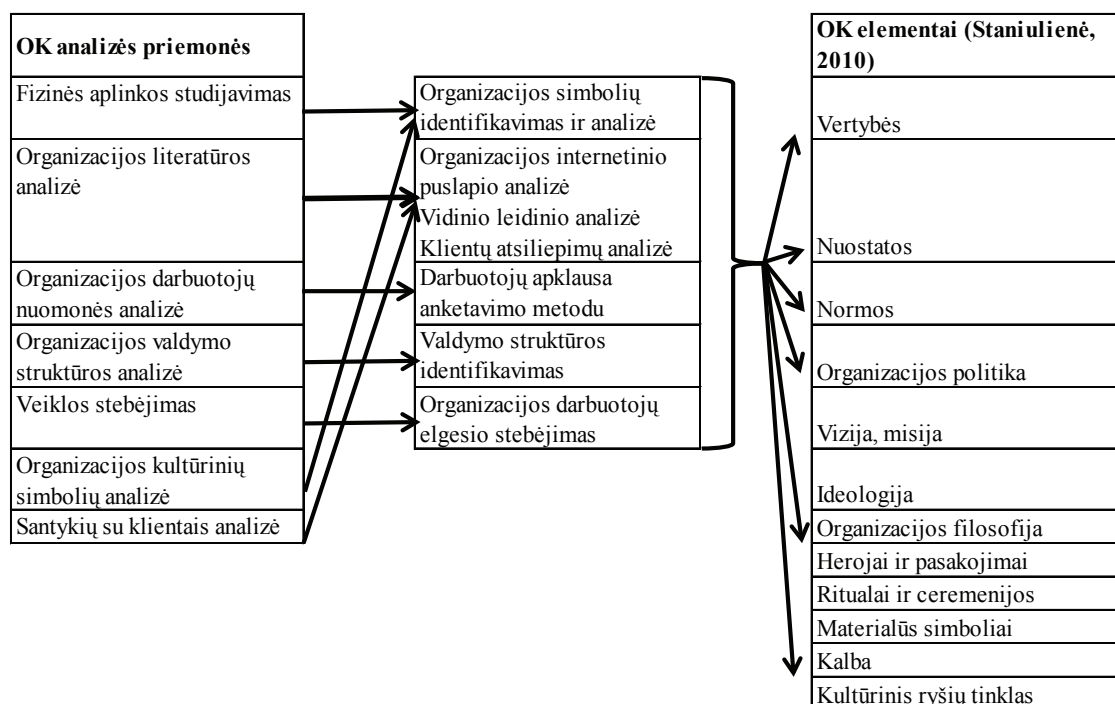 OK analizės priemonės
Fizinės aplinkos studijavimas
Organizacijos literatūros
analizė
Organizacijos darbuotojų
nuomonės analizė
Organizacijos valdymo
struktūros analizė
Veiklos stebėjimas
Organizacijos kultūrinių
simbolių analizė
Santykių su klientais analizė
Organizacijos simbolių
identifikavimas ir analizė
Organizacijos internetinio
puslapio analizė
Vidinio leidinio analizė
Klientų atsiliepimų analizė
Darbuotojų apklausa
anketavimo metodu
Valdymo struktūros
identifikavimas
Organizacijos darbuotojų
elgesio stebėjimas
OK elementai (Staniulienė,
2010)
Vertybės
Nuostatos
Normos
Organizacijos politika
Vizija, misija
Ideologija
Organizacijos filosofija
Herojai ir pasakojimai
Ritualai ir ceremenijos
Materialūs simboliai
Kalba
Kultūrinis ryšių tinklas